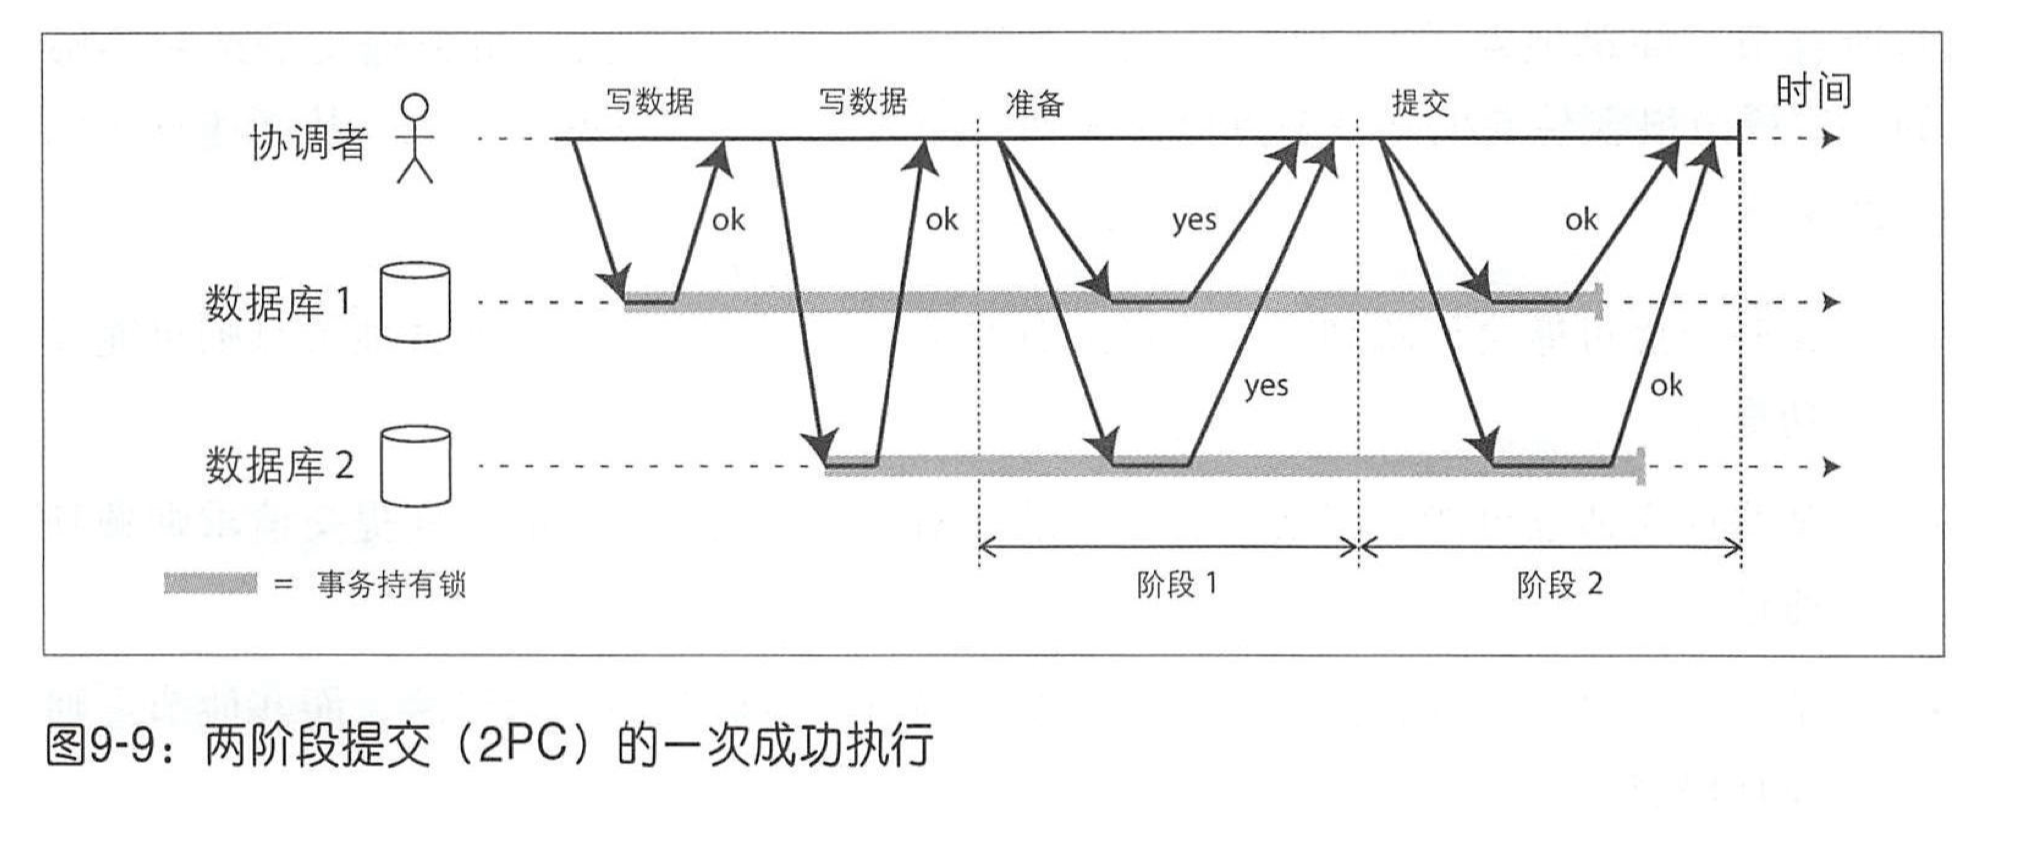 写数据 写数据 准备 提交 时间
协调者
ok ok yes ok
数据库 1
yes ok
数据库 2
= 事务持有锁 阶段 1 阶段 2
图9-9：两阶段提交（2PC）的一次成功执行